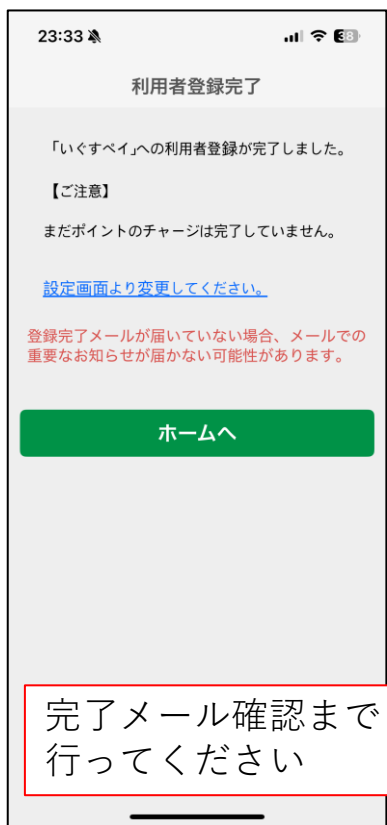 23:33
38
利用者登録完了
「いぐすペイ」への利用者登録が完了しました。
【ご注意】
まだポイントのチャージは完了していません。
設定画面より変更してください。
登録完了メールが届いていない場合、メールでの
重要なお知らせが届かない可能性があります。
ホームへ
完了メール確認まで
行ってください